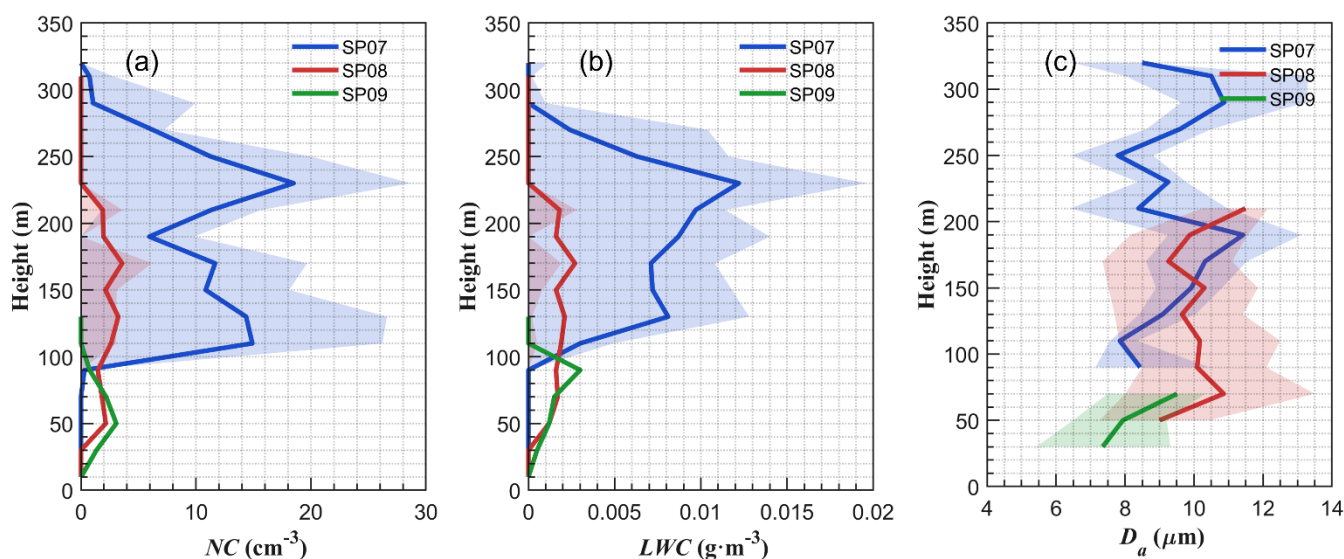 (a)
SP07
SP08
SP09
350
300
250
200
150
100
50
0
Height (m)
0
10
20
30
NC (cm⁻³)
(b)
SP07
SP08
SP09
350
300
250
200
150
100
50
0
Height (m)
0
0.005
0.01
0.015
0.02
LWC (g·m⁻³)
(c)
SP07
SP08
SP09
350
300
250
200
150
100
50
0
Height (m)
4
6
8
10
12
14
Dₐ (μm)